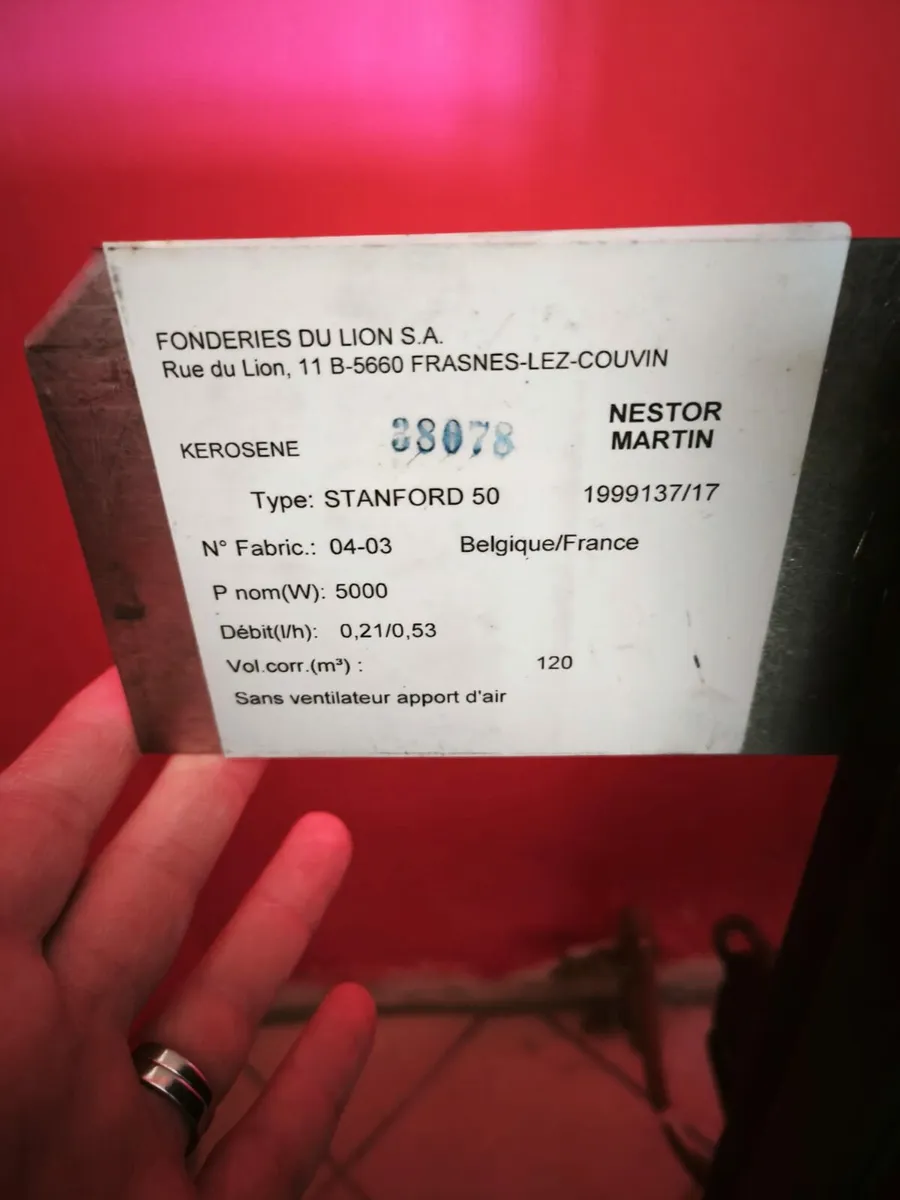 FONDERIES DU LION S.A.
Rue du Lion, 11 B-5660 FRASNES-LEZ-COUVIN
NESTOR
MARTIN
KEROSENE 38078
Type: STANFORD 50 1999137/17
N° Fabric.: 04-03 Belgique/France
P nom(W): 5000
Débit(l/h): 0,21/0,53
Vol.corr.(m³) : 120
Sans ventilateur apport d'air